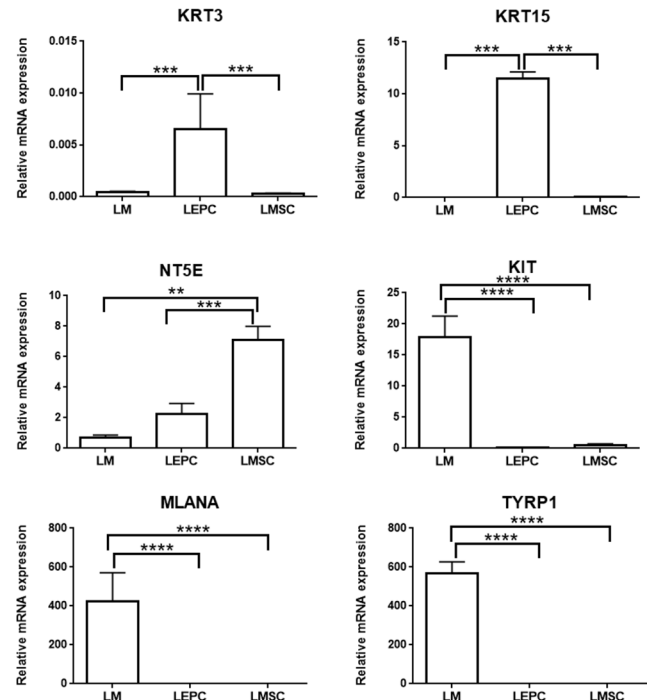 KRT3
Relative mRNA expression
0.015
0.010
0.005
0.000
*** ***
LM LEPC LMSC
KRT15
Relative mRNA expression
15
10
5
0
*** ***
LM LEPC LMSC
NT5E
Relative mRNA expression
10
8
6
4
2
0
**
***
LM LEPC LMSC
KIT
Relative mRNA expression
25
20
15
10
5
0
****
****
LM LEPC LMSC
MLANA
Relative mRNA expression
800
600
400
200
0
****
****
LM LEPC LMSC
TYRP1
Relative mRNA expression
800
600
400
200
0
****
****
LM LEPC LMSC